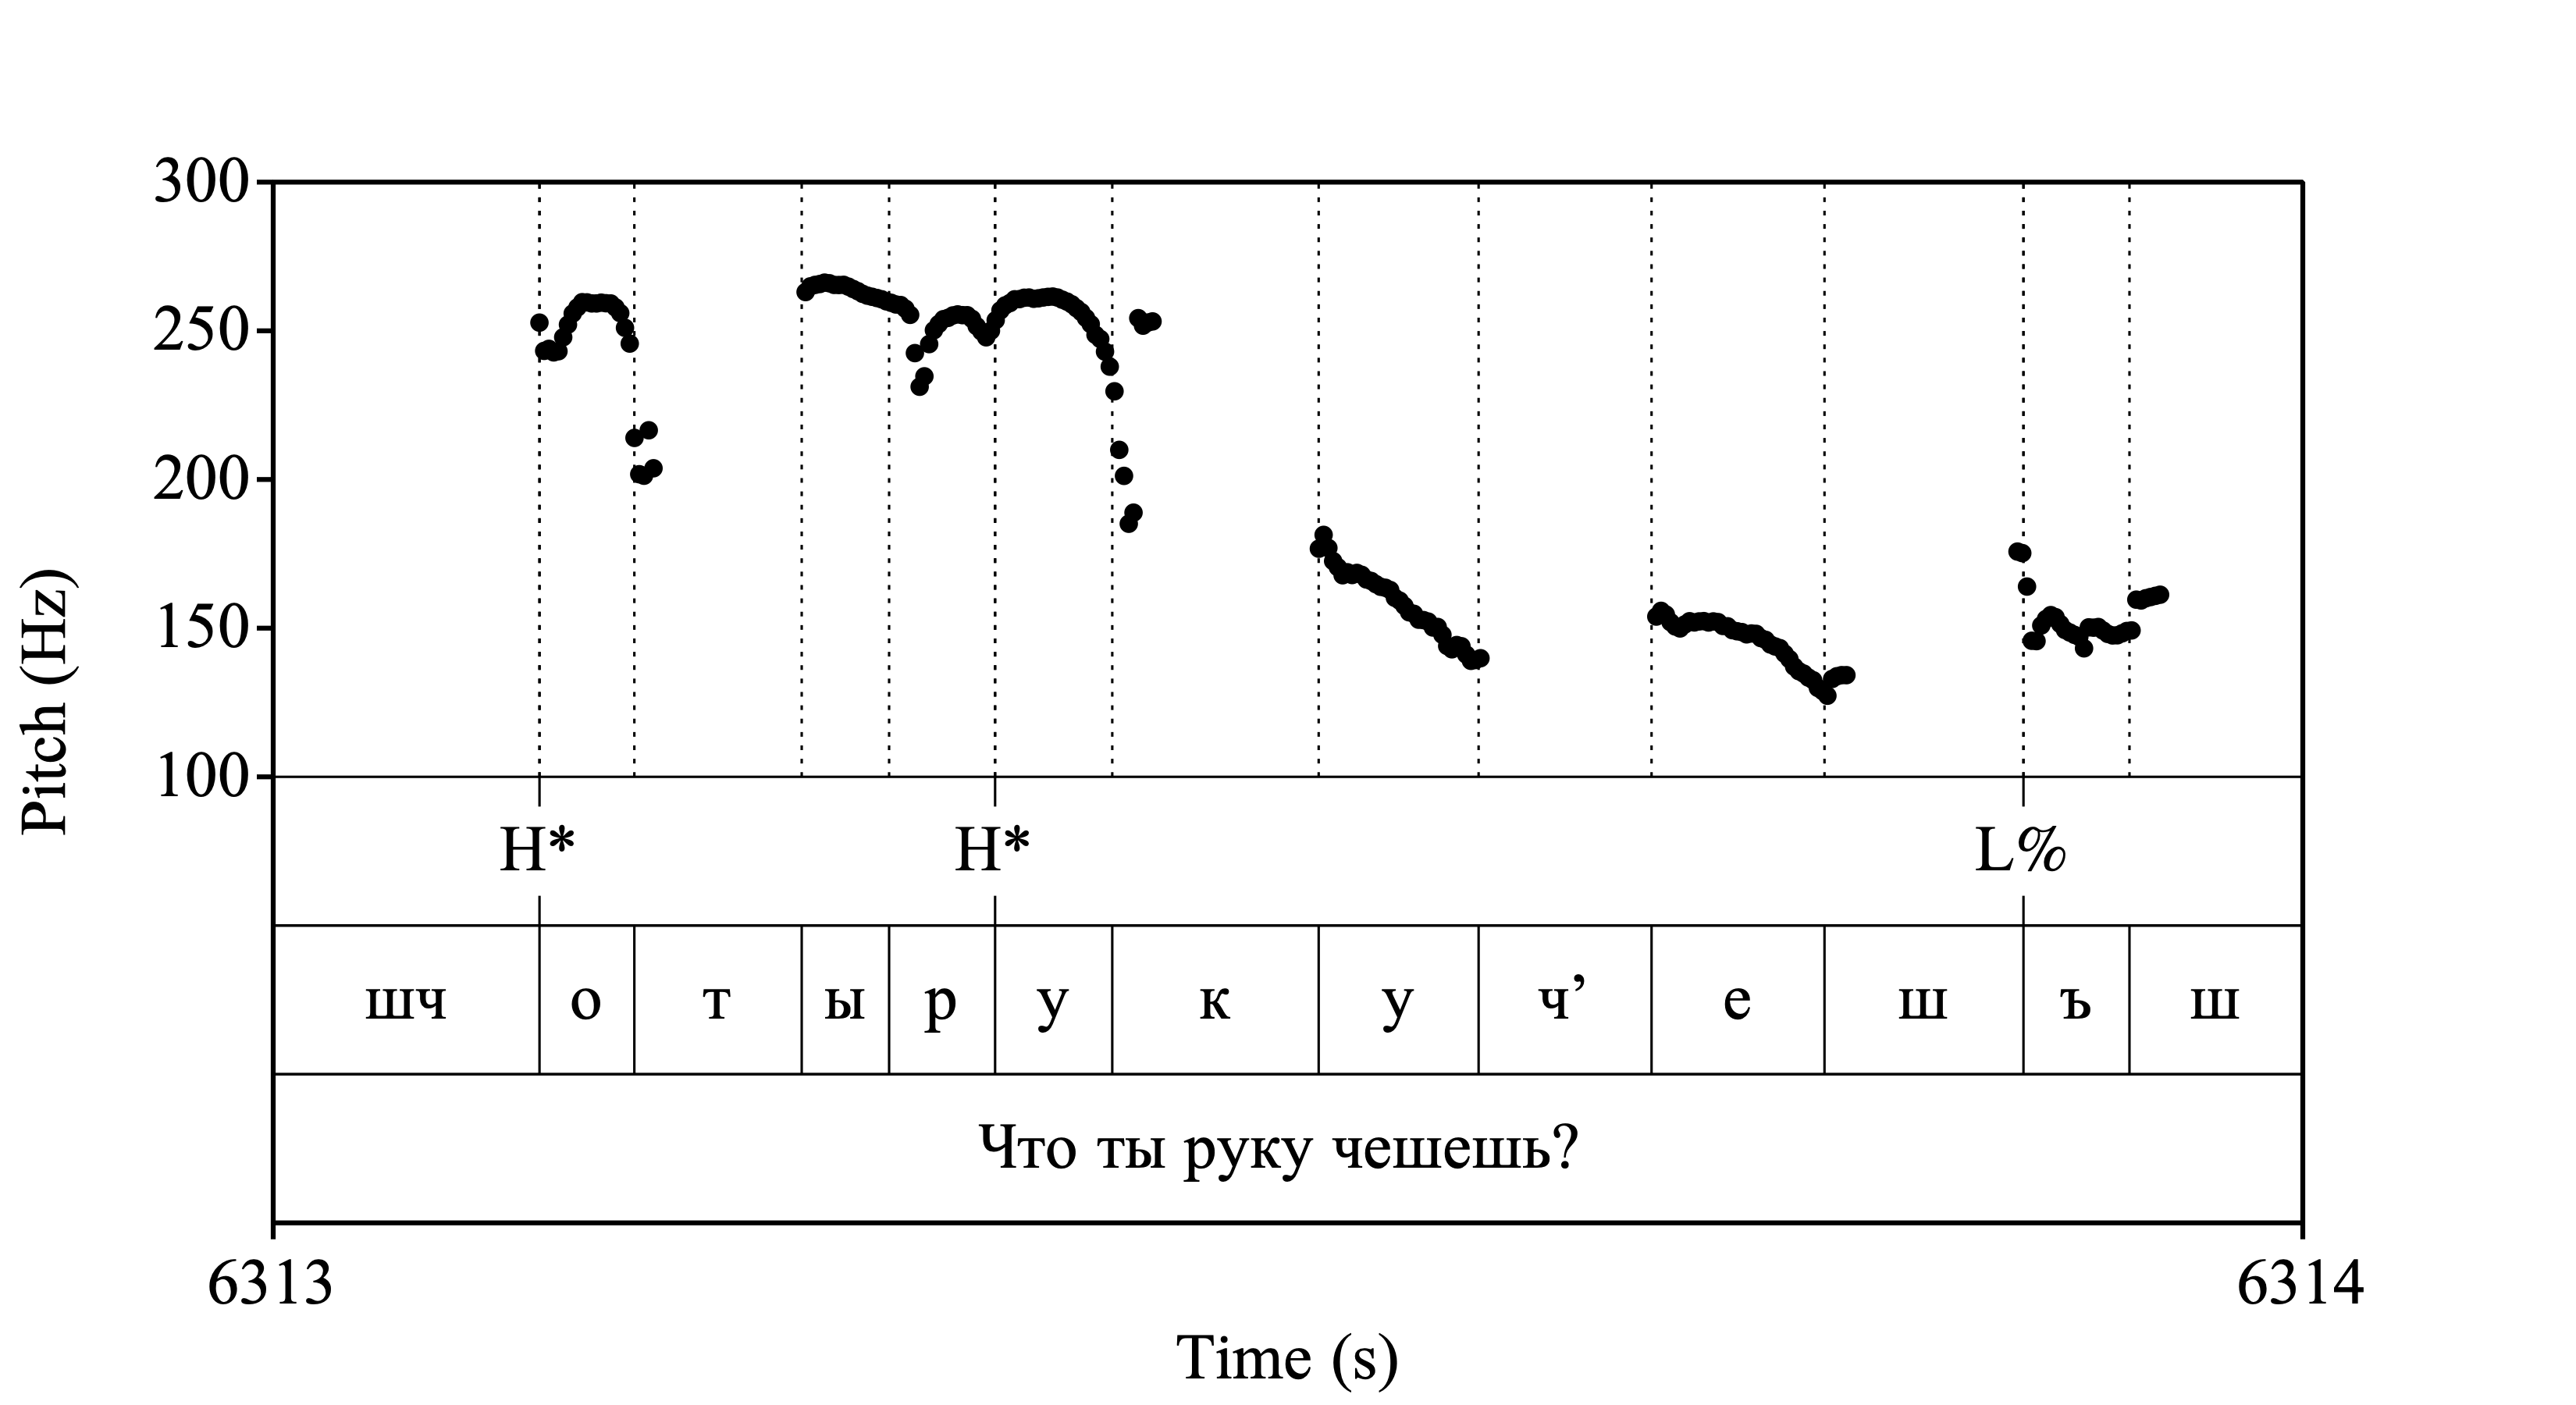 300
250
200
150
100
Pitch (Hz)
H* H* L%
шч о т ы р у к у ч’ е ш ъ ш
Что ты руку чешешь?
6313 6314
Time (s)